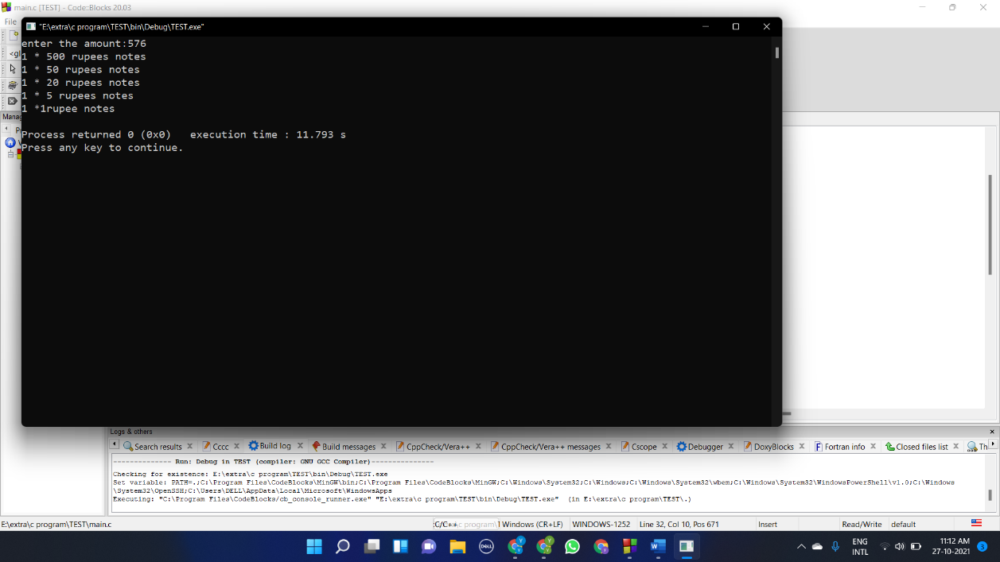 main.c [TEST] - Code::Blocks 20.03
File
"E:\extra\c program\TEST\bin\Debug\TEST.exe"
enter the amount:576
1 * 500 rupees notes
1 * 50 rupees notes
1 * 20 rupees notes
1 * 5 rupees notes
1 *1rupee notes
Process returned 0 (0x0)   execution time : 11.793 s
Press any key to continue.
<gl
Manag
P
Logs & others
Search results
Cccc
Build log
Build messages
CppCheck/Vera++
CppCheck/Vera++ messages
Cscope
Debugger
DoxyBlocks
Fortran info
Closed files list
Th
-------------- Run: Debug in TEST (compiler: GNU GCC Compiler)---------------
Checking for existence: E:\extra\c program\TEST\bin\Debug\TEST.exe
Set variable: PATH=.;C:\Program Files\CodeBlocks\MinGW\bin;C:\Program Files\CodeBlocks\MinGW;C:\Windows\System32;C:\Windows;C:\Windows\System32\wbem;C:\Windows\System32\WindowsPowerShell\v1.0;C:\Windows
\System32\OpenSSH;C:\Users\DELL\AppData\Local\Microsoft\WindowsApps
Executing: "C:\Program Files\CodeBlocks/cb_console_runner.exe" "E:\extra\c program\TEST\bin\Debug\TEST.exe"  (in E:\extra\c program\TEST\.)
E:\extra\c program\TEST\main.c
C/C++
Windows (CR+LF)
WINDOWS-1252
Line 32, Col 10, Pos 671
Insert
Read/Write
default
DELL
ENG
INTL
11:12 AM
27-10-2021
3